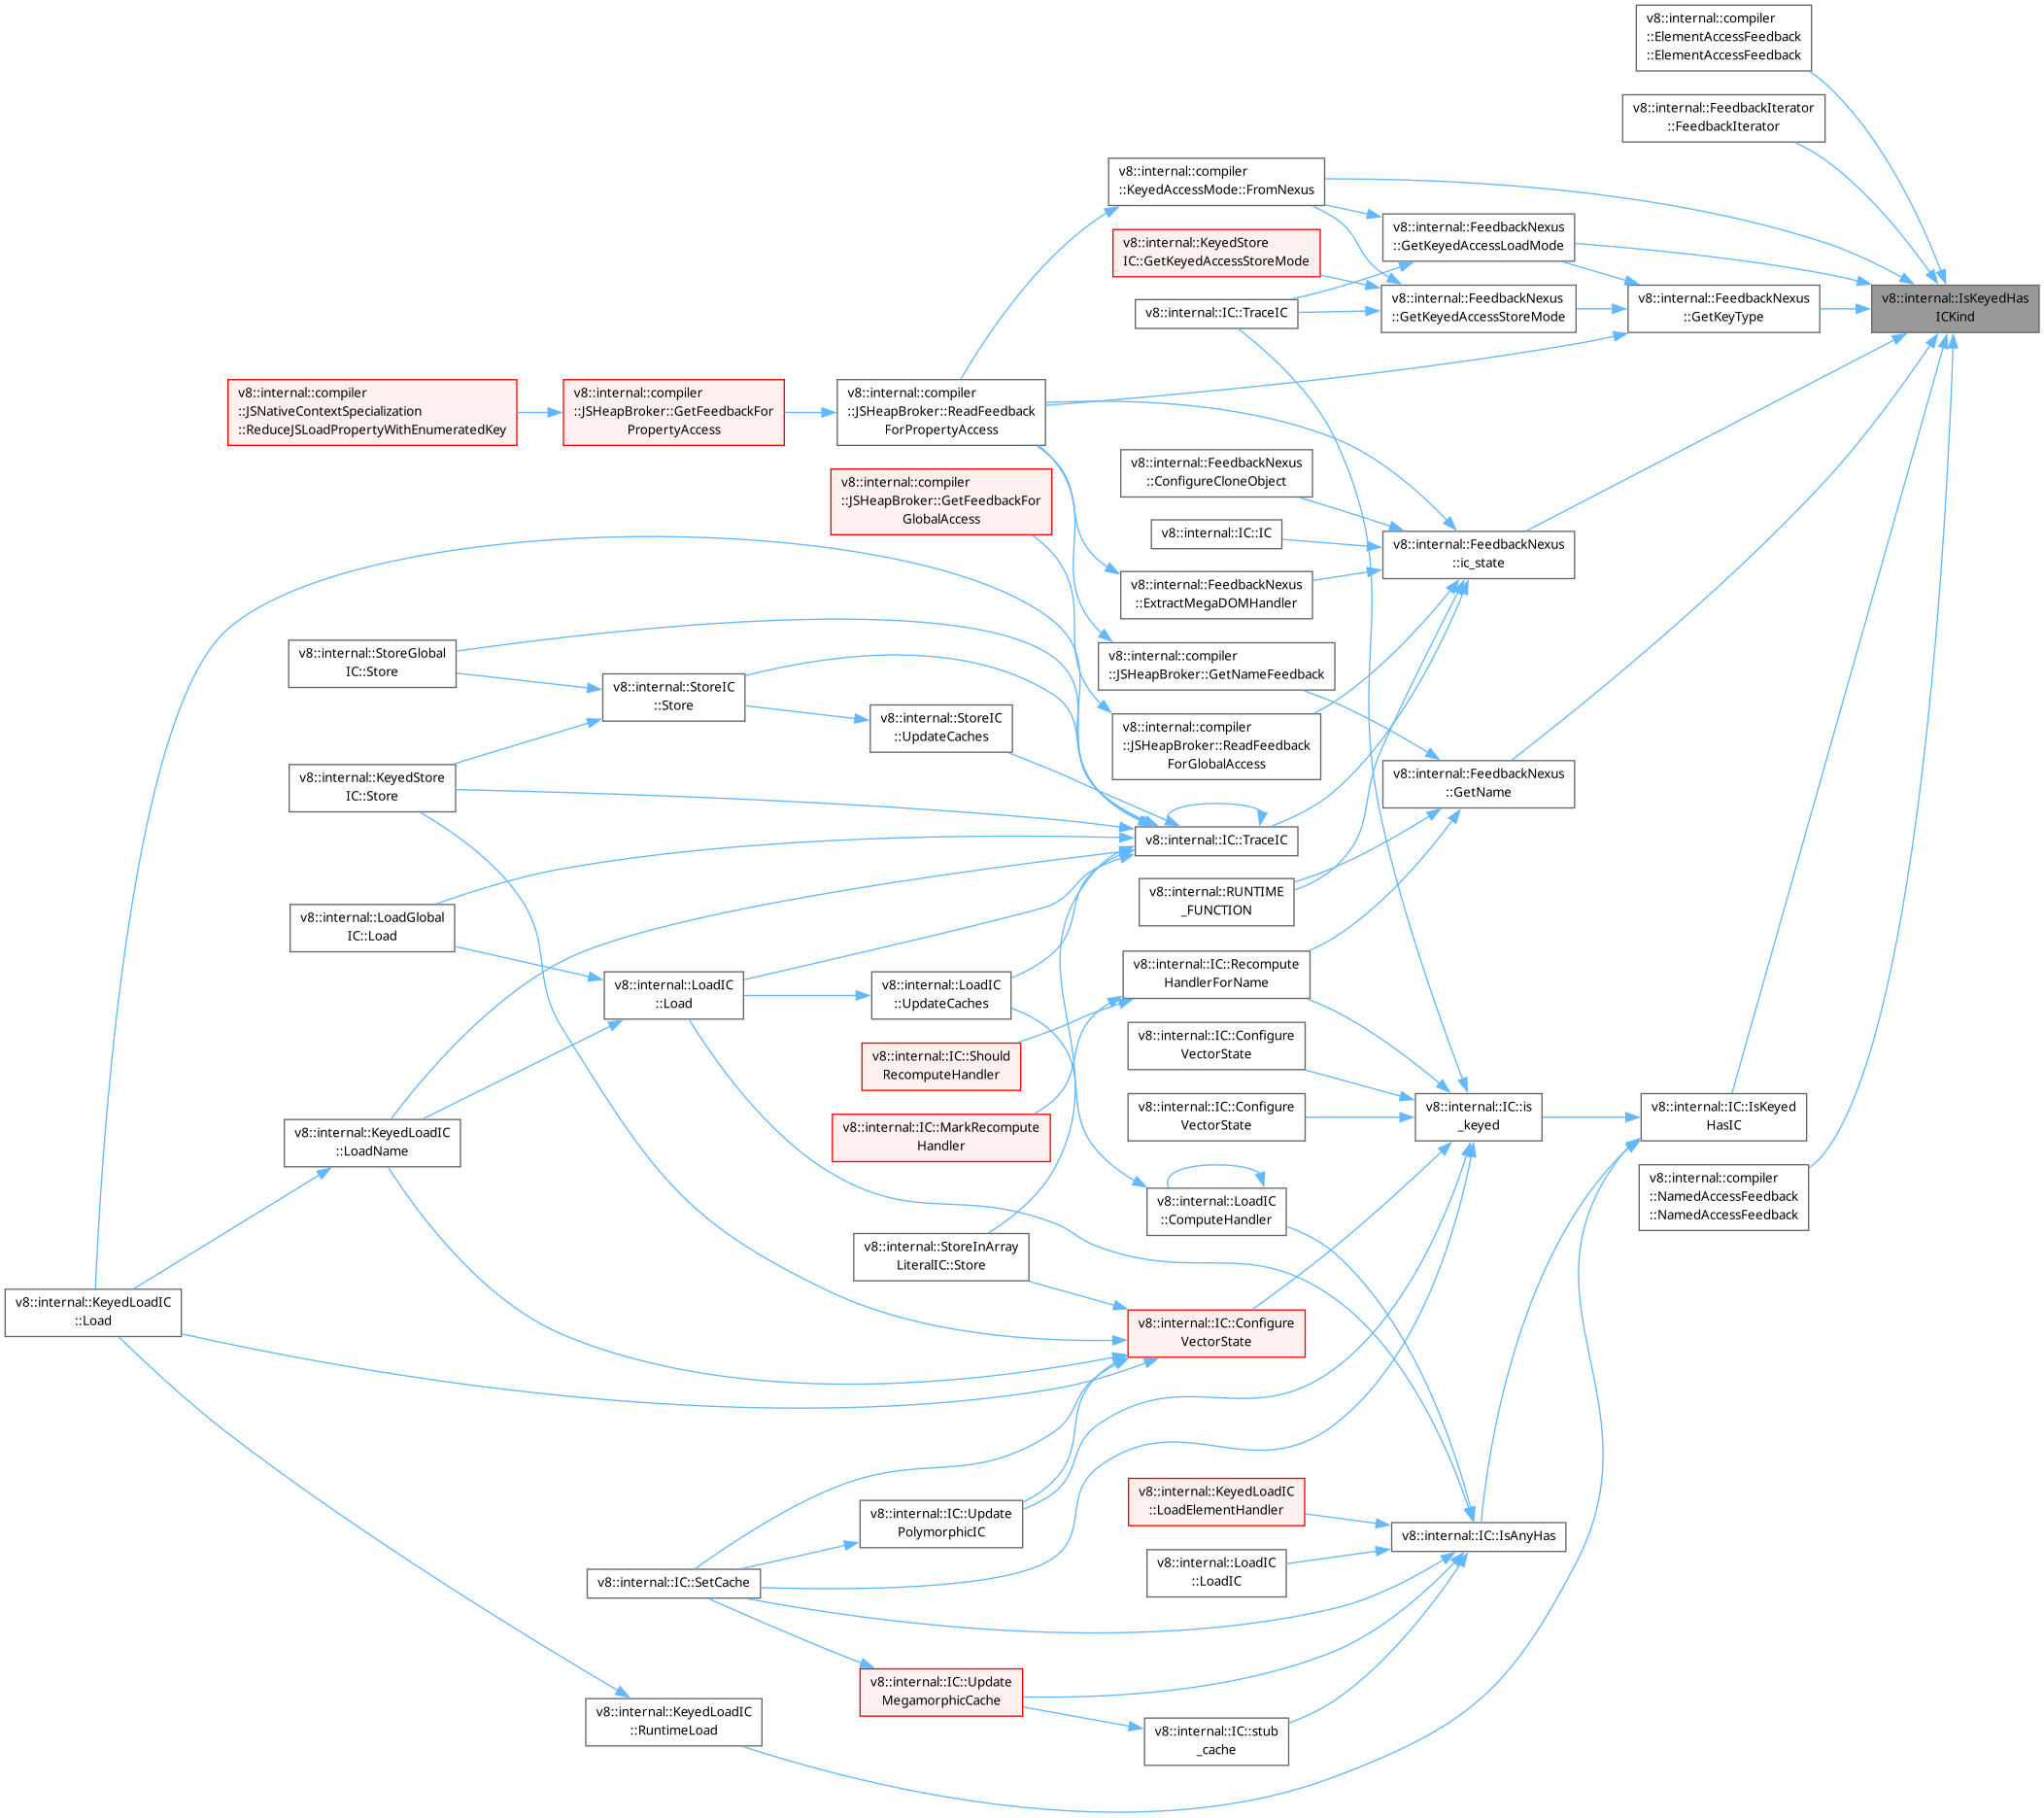 v8::internal::compiler
::ElementAccessFeedback
::ElementAccessFeedback
v8::internal::FeedbackIterator
::FeedbackIterator
v8::internal::compiler
::KeyedAccessMode::FromNexus
v8::internal::FeedbackNexus
::GetKeyedAccessLoadMode
v8::internal::KeyedStore
IC::GetKeyedAccessStoreMode
v8::internal::FeedbackNexus
::GetKeyedAccessStoreMode
v8::internal::FeedbackNexus
::GetKeyType
v8::internal::IsKeyedHas
ICKind
v8::internal::IC::TraceIC
v8::internal::compiler
::JSNativeContextSpecialization
::ReduceJSLoadPropertyWithEnumeratedKey
v8::internal::compiler
::JSHeapBroker::GetFeedbackFor
PropertyAccess
v8::internal::compiler
::JSHeapBroker::ReadFeedback
ForPropertyAccess
v8::internal::FeedbackNexus
::ConfigureCloneObject
v8::internal::compiler
::JSHeapBroker::GetFeedbackFor
GlobalAccess
v8::internal::IC::IC
v8::internal::FeedbackNexus
::ic_state
v8::internal::FeedbackNexus
::ExtractMegaDOMHandler
v8::internal::StoreGlobal
IC::Store
v8::internal::compiler
::JSHeapBroker::GetNameFeedback
v8::internal::StoreIC
::Store
v8::internal::StoreIC
::UpdateCaches
v8::internal::compiler
::JSHeapBroker::ReadFeedback
ForGlobalAccess
v8::internal::KeyedStore
IC::Store
v8::internal::FeedbackNexus
::GetName
v8::internal::IC::TraceIC
v8::internal::RUNTIME
_FUNCTION
v8::internal::LoadGlobal
IC::Load
v8::internal::IC::Recompute
HandlerForName
v8::internal::LoadIC
::Load
v8::internal::LoadIC
::UpdateCaches
v8::internal::IC::Should
RecomputeHandler
v8::internal::IC::Configure
VectorState
v8::internal::IC::MarkRecompute
Handler
v8::internal::IC::Configure
VectorState
v8::internal::IC::is
_keyed
v8::internal::IC::IsKeyed
HasIC
v8::internal::KeyedLoadIC
::LoadName
v8::internal::compiler
::NamedAccessFeedback
::NamedAccessFeedback
v8::internal::LoadIC
::ComputeHandler
v8::internal::StoreInArray
LiteralIC::Store
v8::internal::KeyedLoadIC
::Load
v8::internal::IC::Configure
VectorState
v8::internal::KeyedLoadIC
::LoadElementHandler
v8::internal::IC::Update
PolymorphicIC
v8::internal::IC::IsAnyHas
v8::internal::LoadIC
::LoadIC
v8::internal::IC::SetCache
v8::internal::IC::Update
MegamorphicCache
v8::internal::KeyedLoadIC
::RuntimeLoad
v8::internal::IC::stub
_cache